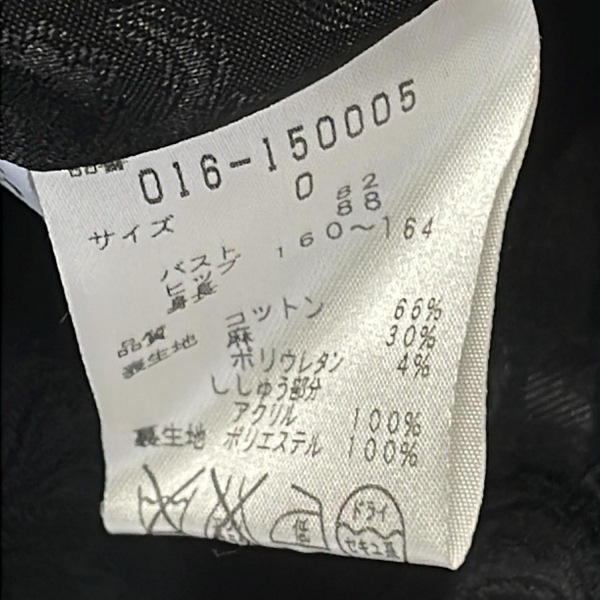 品番 016-150005
サイズ 0
バスト 82
ヒップ 88
身長 160～164
品質 コットン 66%
裏生地 麻 30%
ポリウレタン 4%
ししゅう部分
アクリル 100%
裏生地 ポリエステル 100%
低 ドライ
セキユ系